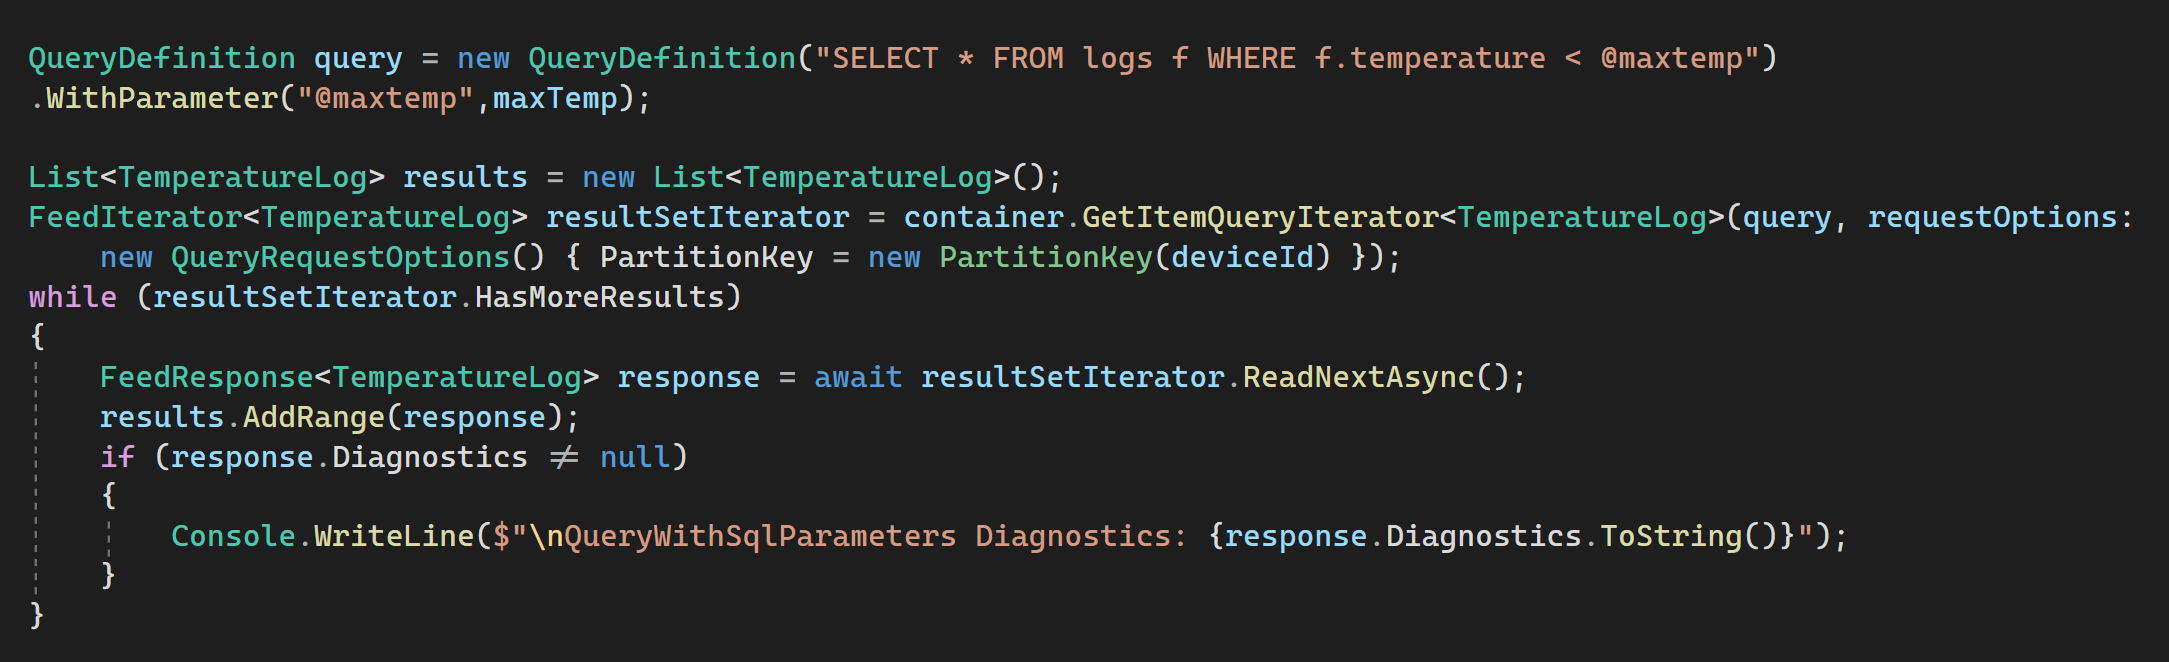 QueryDefinition query = new QueryDefinition("SELECT * FROM logs f WHERE f.temperature < @maxtemp")
.WithParameter("@maxtemp",maxTemp);
List<TemperatureLog> results = new List<TemperatureLog>();
FeedIterator<TemperatureLog> resultSetIterator = container.GetItemQueryIterator<TemperatureLog>(query, requestOptions:
    new QueryRequestOptions() { PartitionKey = new PartitionKey(deviceId) });
while (resultSetIterator.HasMoreResults)
{
    FeedResponse<TemperatureLog> response = await resultSetIterator.ReadNextAsync();
    results.AddRange(response);
    if (response.Diagnostics != null)
    {
        Console.WriteLine($"\nQueryWithSqlParameters Diagnostics: {response.Diagnostics.ToString()}");
    }
}